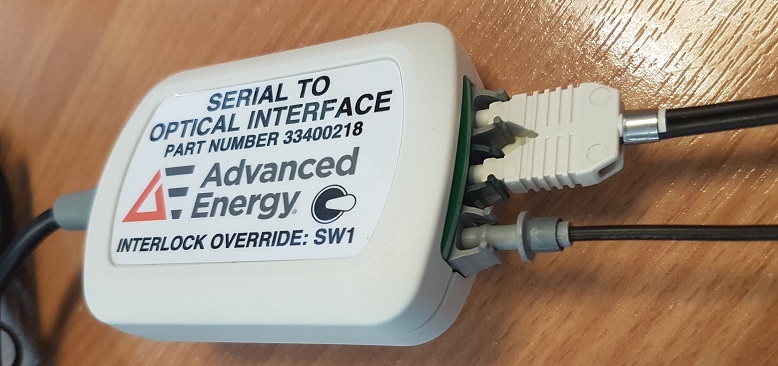 SERIAL TO
OPTICAL INTERFACE
PART NUMBER 33400218
Advanced
Energy®
INTERLOCK OVERRIDE: SW1